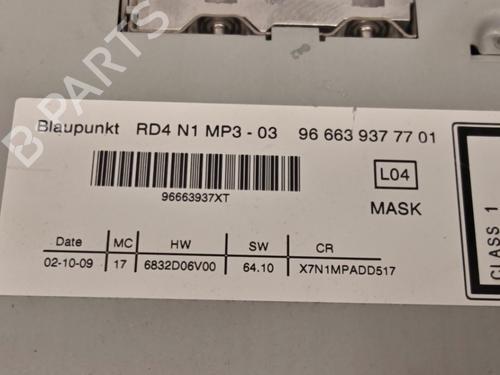 Blaupunkt RD4 N1 MP3 - 03 96 663 937 77 01
96663937XT
L04
MASK
CLASS 1
Date MC HW SW CR
02-10-09 17 6832D06V00 64.10 X7N1MPADD517
B-PARTS